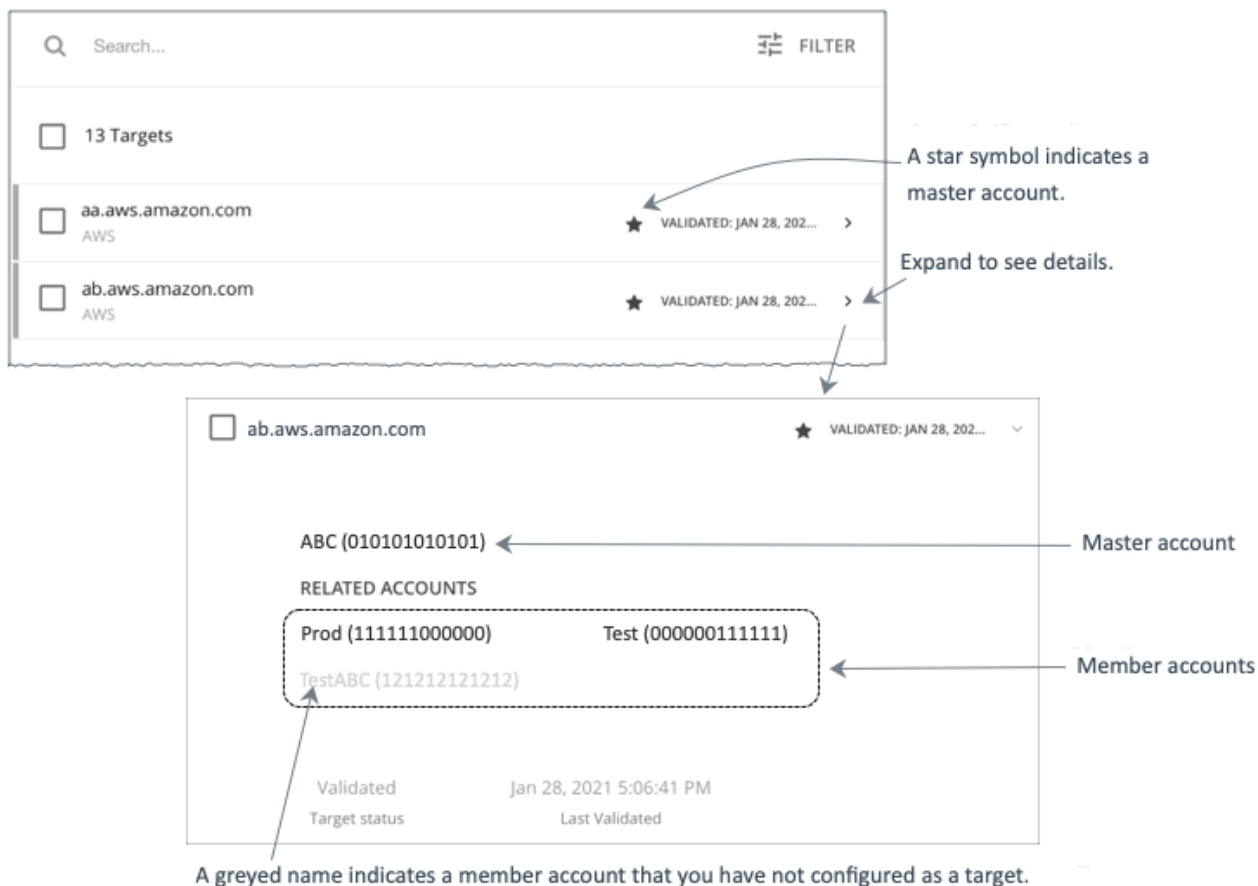 Search...
FILTER
13 Targets
A star symbol indicates a
master account.
aa.aws.amazon.com
AWS
VALIDATED: JAN 28, 202...
Expand to see details.
ab.aws.amazon.com
AWS
VALIDATED: JAN 28, 202...
ab.aws.amazon.com
VALIDATED: JAN 28, 202...
ABC (010101010101)
Master account
RELATED ACCOUNTS
Prod (111111000000)
Test (000000111111)
Member accounts
TestABC (121212121212)
Validated
Jan 28, 2021 5:06:41 PM
Target status
Last Validated
A greyed name indicates a member account that you have not configured as a target.